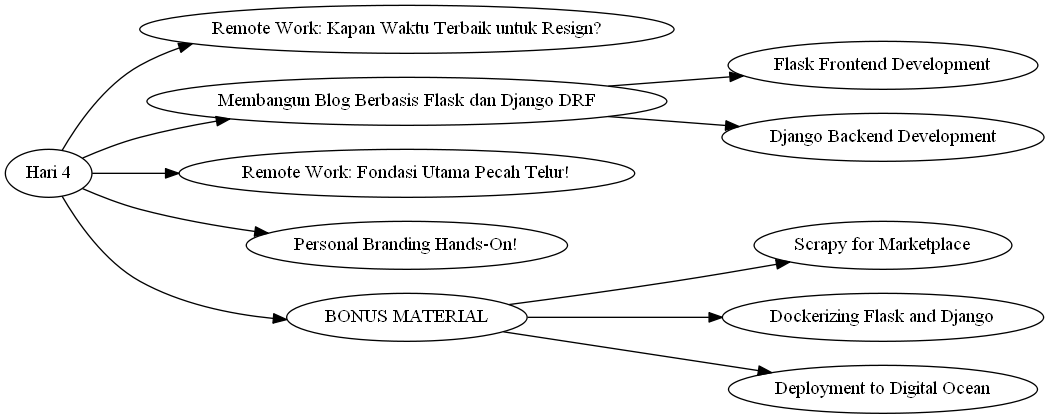 Remote Work: Kapan Waktu Terbaik untuk Resign?
Flask Frontend Development
Membangun Blog Berbasis Flask dan Django DRF
Django Backend Development
Hari 4
Remote Work: Fondasi Utama Pecah Telur!
Personal Branding Hands-On!
Scrapy for Marketplace
BONUS MATERIAL
Dockerizing Flask and Django
Deployment to Digital Ocean